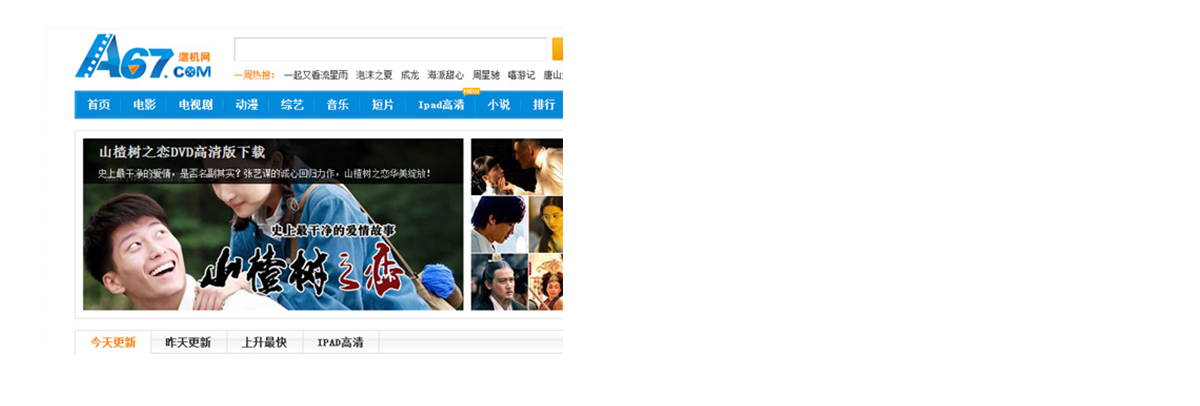 A67.COM 遛机网
一周热搜: 一起又看流星雨 泡沫之夏 成龙 海派甜心 周星驰 嘻游记 唐山
NEW
首页 电影 电视剧 动漫 综艺 音乐 短片 Ipad高清 小说 排行
山楂树之恋DVD高清版下载
史上最干净的爱情，是否名副其实？张艺谋的诚心回归力作，山楂树之恋华美绽放！
史上最干净的爱情故事
山楂树之恋
今天更新 昨天更新 上升最快 IPAD高清